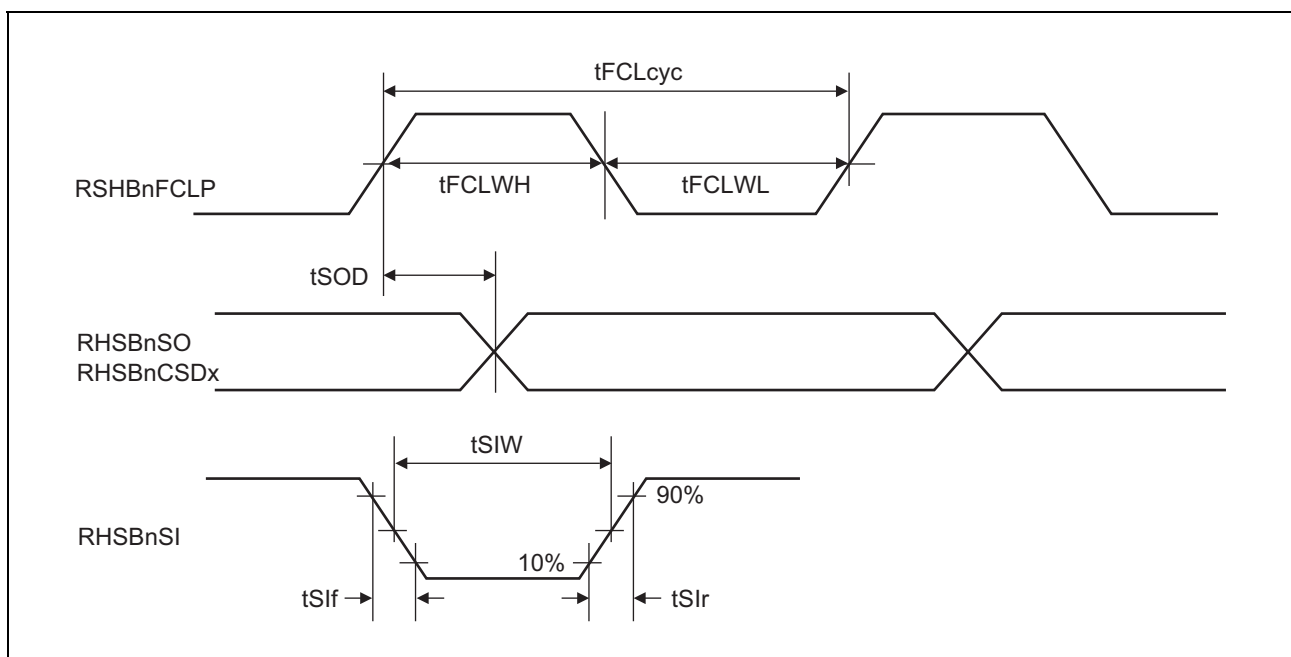 tFCLcyc
RSHBnFCLP
tFCLWH
tFCLWL
tSOD
RHSBnSO
RHSBnCSDx
tSIW
90%
RHSBnSI
10%
tSIf
tSIr